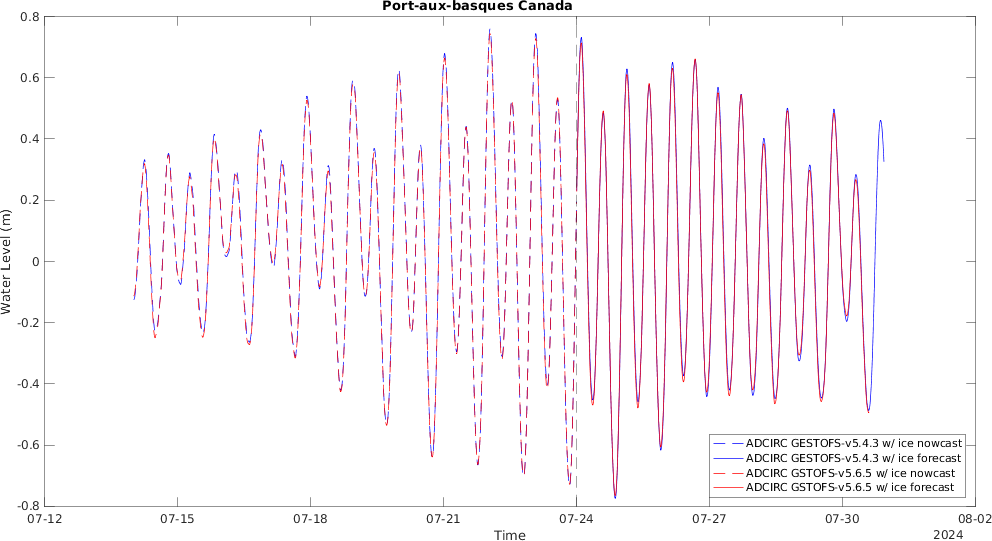 Port-aux-basques Canada
0.8
0.6
0.4
0.2
0
-0.2
-0.4
-0.6
-0.8
Water Level (m)
ADCIRC GESTOFS-v5.4.3 w/ ice nowcast
ADCIRC GESTOFS-v5.4.3 w/ ice forecast
ADCIRC GSTOFS-v5.6.5 w/ ice nowcast
ADCIRC GSTOFS-v5.6.5 w/ ice forecast
07-12 07-15 07-18 07-21 07-24 07-27 07-30 08-02
Time
2024